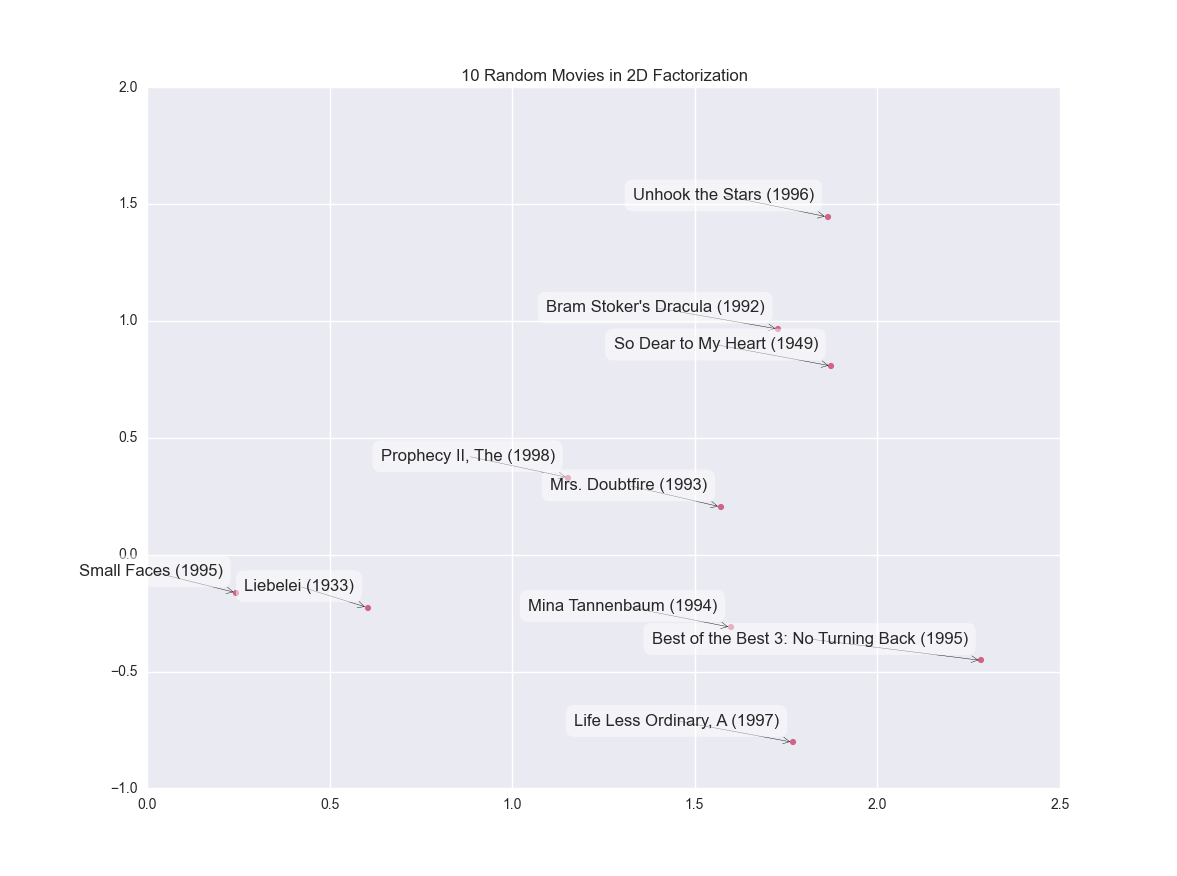 10 Random Movies in 2D Factorization
2.0
1.5
1.0
0.5
0.0
−0.5
−1.0
Unhook the Stars (1996)
Bram Stoker's Dracula (1992)
So Dear to My Heart (1949)
Prophecy II, The (1998)
Mrs. Doubtfire (1993)
Small Faces (1995)
Liebelei (1933)
Mina Tannenbaum (1994)
Best of the Best 3: No Turning Back (1995)
Life Less Ordinary, A (1997)
0.0 0.5 1.0 1.5 2.0 2.5